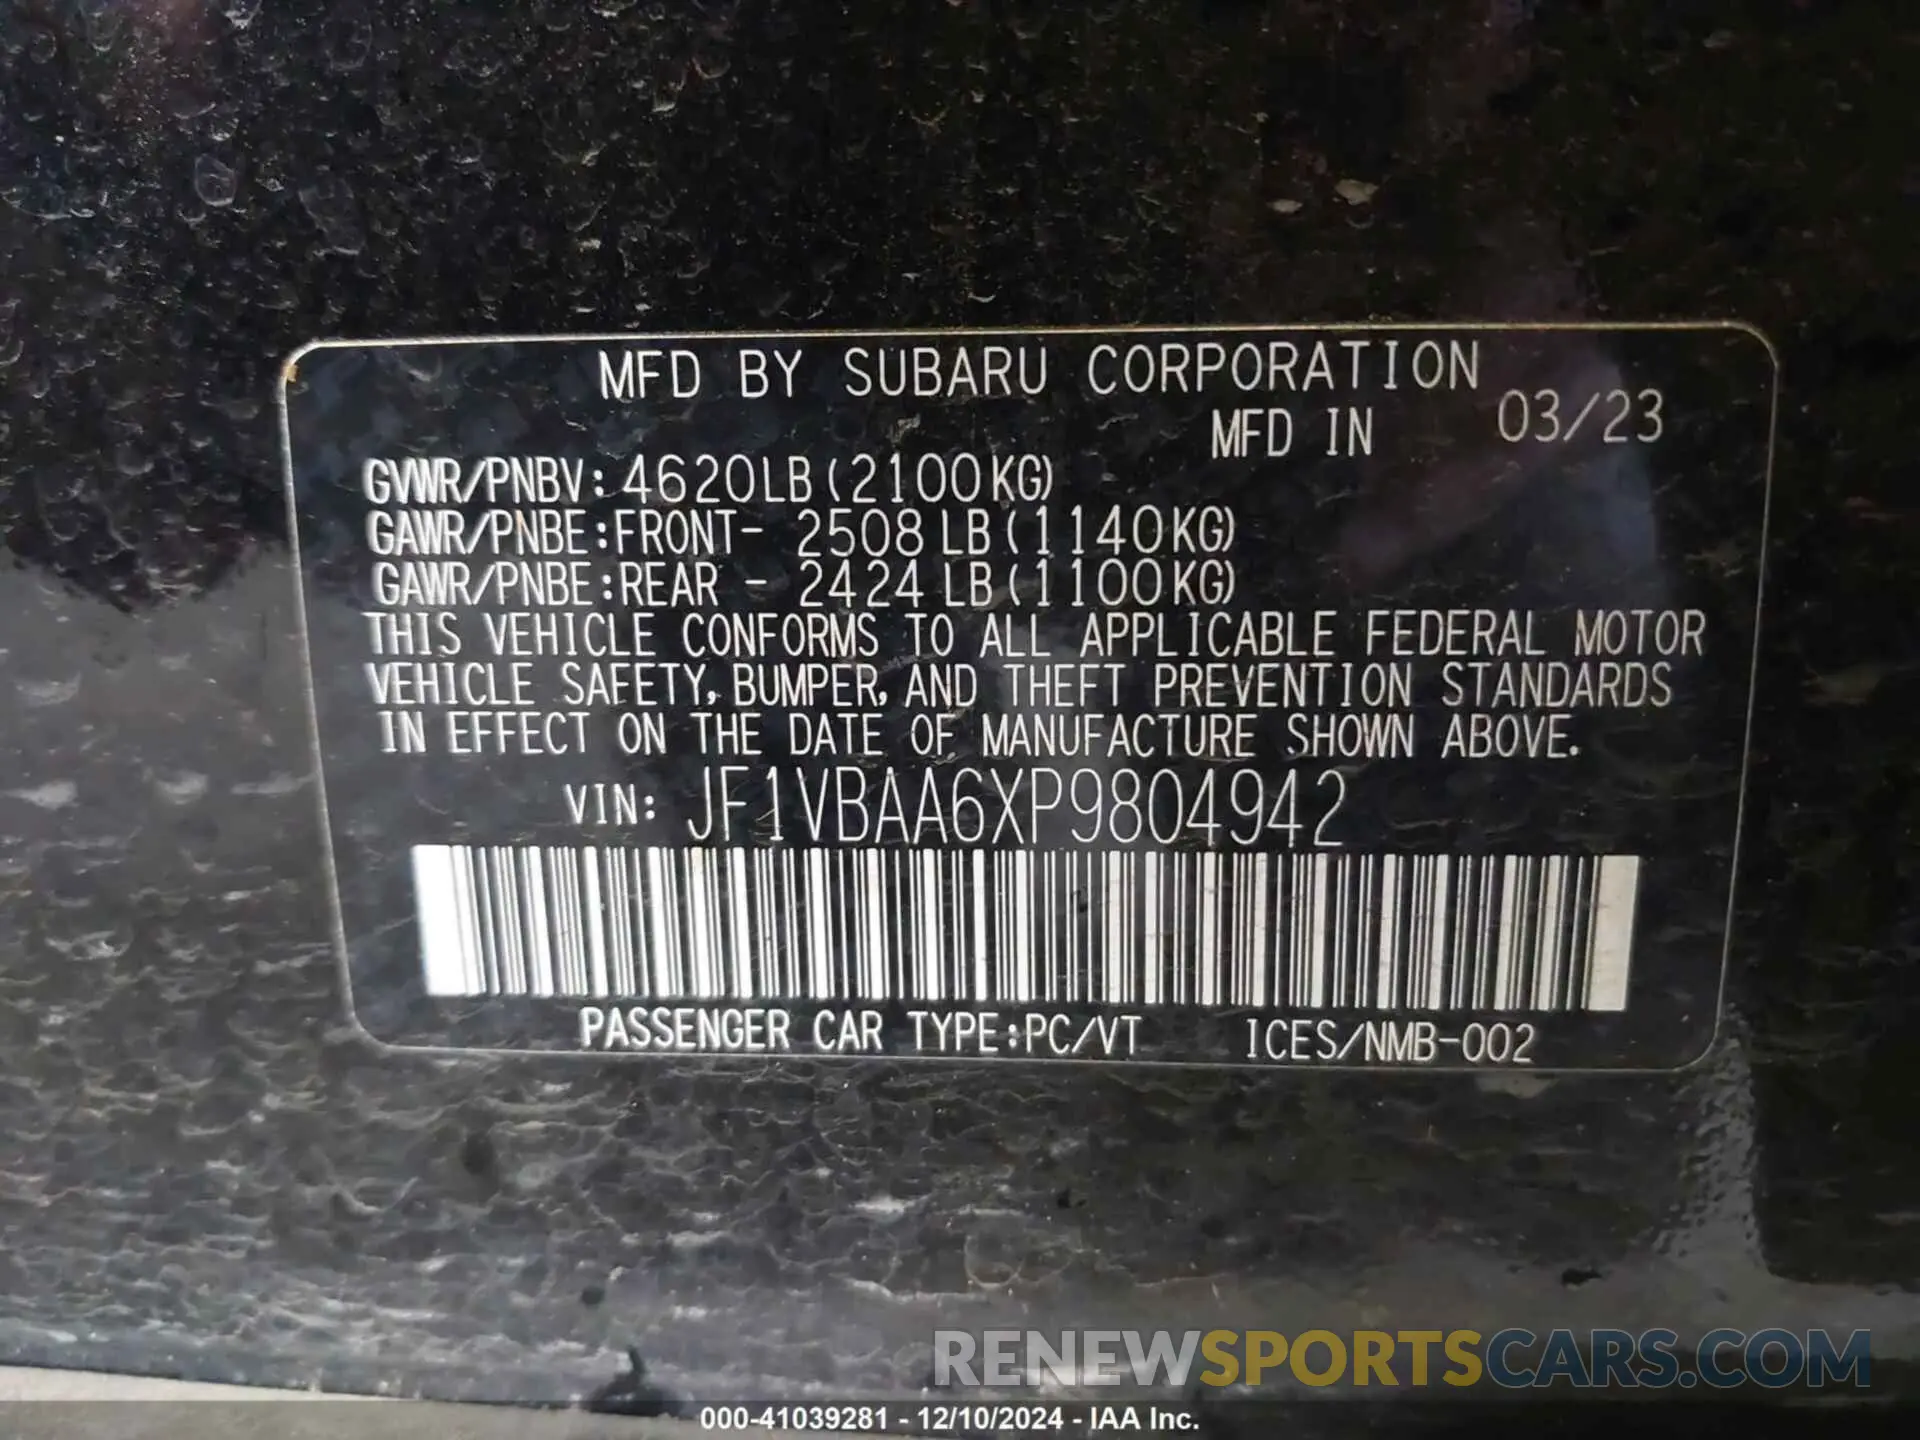 MFD BY SUBARU CORPORATION
MFD IN 03/23
GVWR/PNBV: 4620LB (2100KG)
GAWR/PNBE:FRONT- 2508 LB (1140KG)
GAWR/PNBE:REAR - 2424 LB (1100KG)
THIS VEHICLE CONFORMS TO ALL APPLICABLE FEDERAL MOTOR
VEHICLE SAFETY, BUMPER, AND THEFT PREVENTION STANDARDS
IN EFFECT ON THE DATE OF MANUFACTURE SHOWN ABOVE.
VIN: JF1VBAA6XP9804942
PASSENGER CAR TYPE:PC/VT ICES/NMB-002
RENEWSPORTSCARS.COM
000-41039281 - 12/10/2024 - IAA Inc.